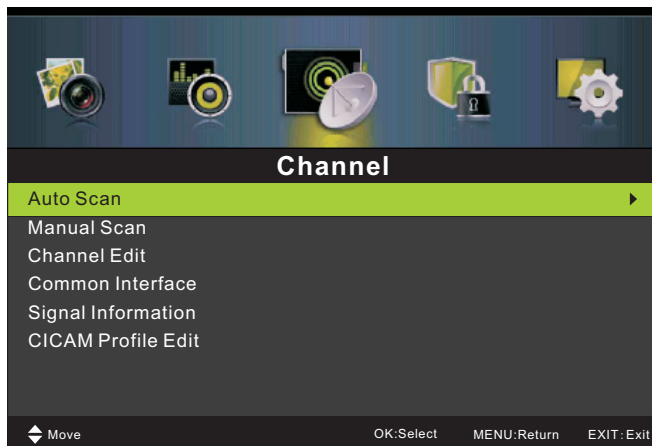 Channel
Auto Scan
Manual Scan
Channel Edit
Common Interface
Signal Information
CICAM Profile Edit
Move OK:Select MENU:Return EXIT:Exit